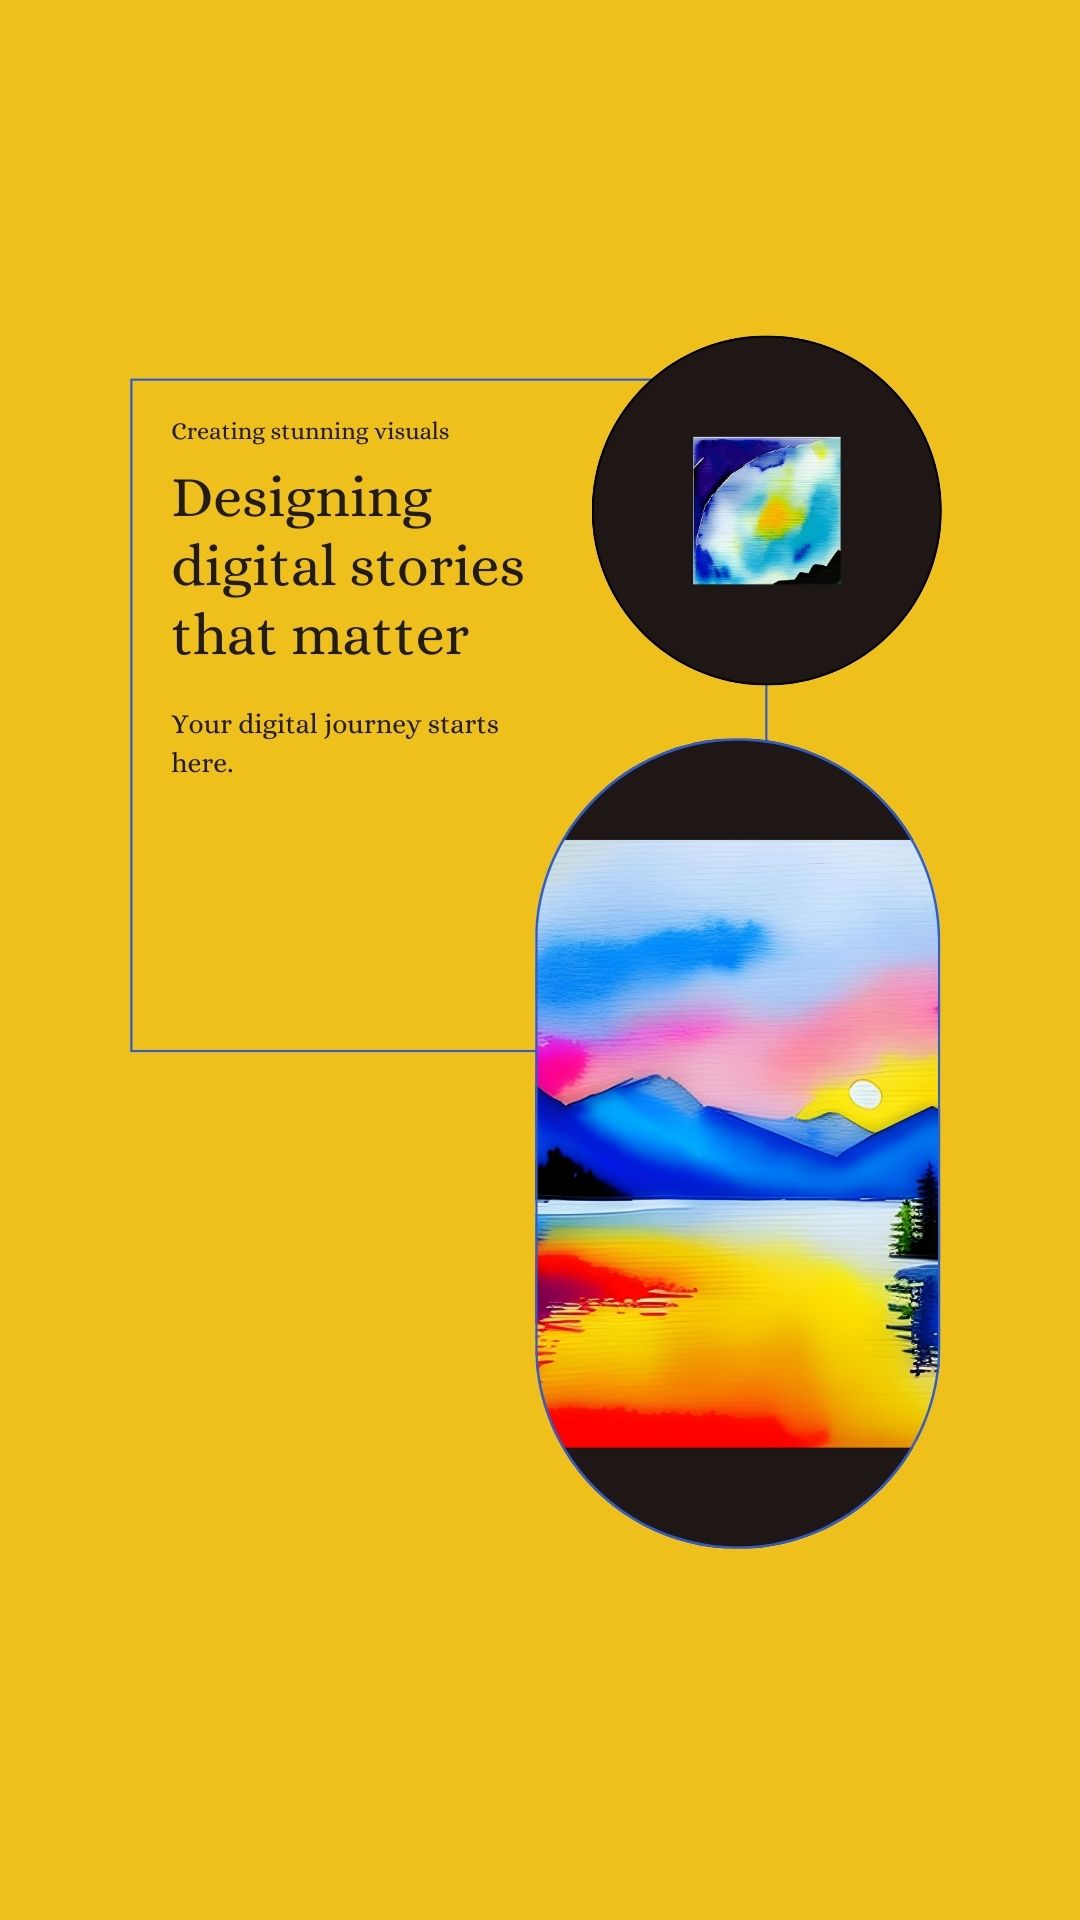 Creating stunning visuals
Designing
digital stories
that matter
Your digital journey starts
here.